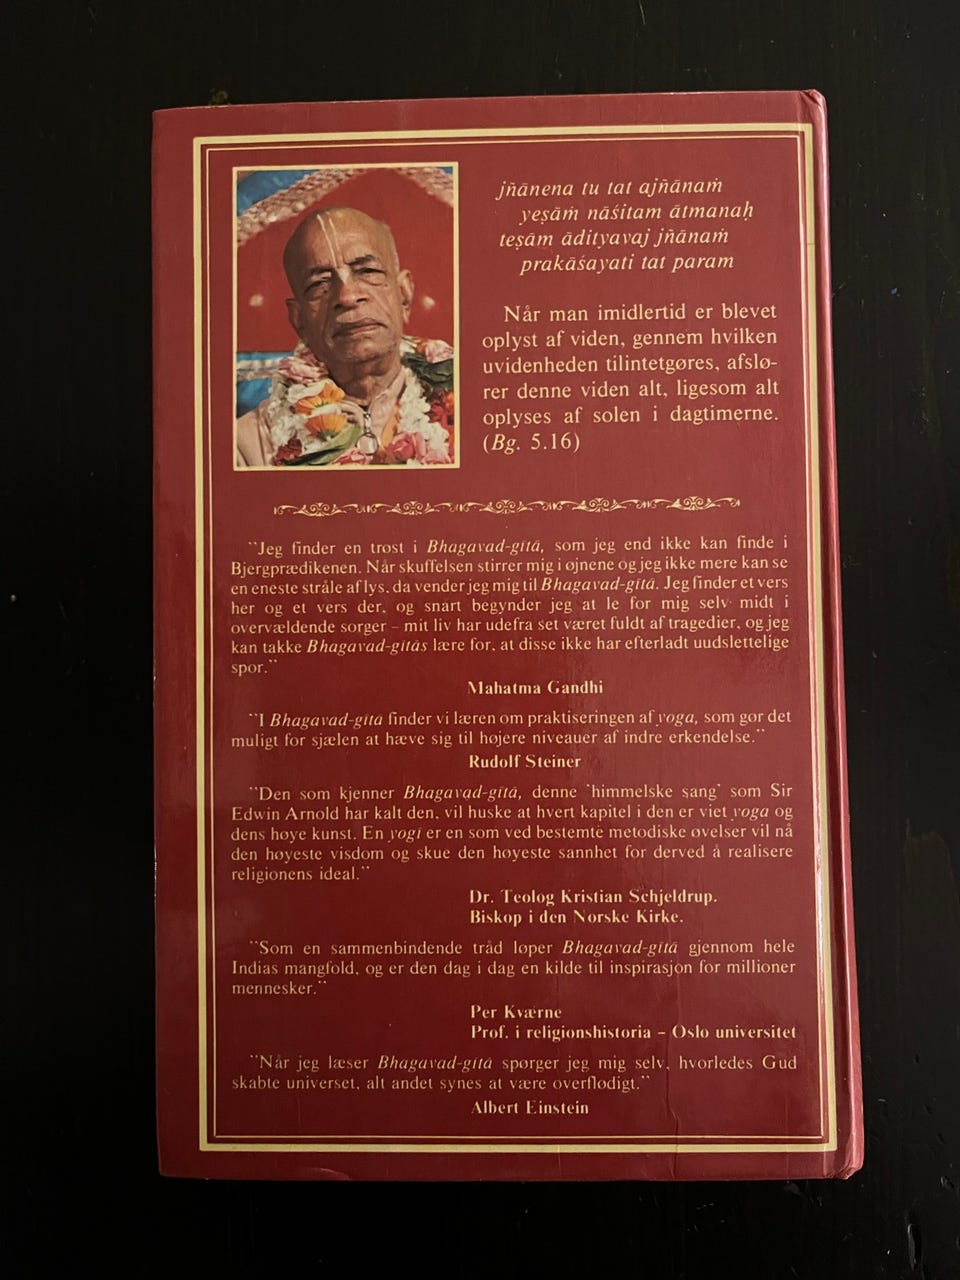 jñānena tu tat ajñānaṁ
yeṣāṁ nāśitam ātmanaḥ
teṣām ādityavaj jñānaṁ
prakāśayati tat param
Når man imidlertid er blevet
oplyst af viden, gennem hvilken
uvidenheden tilintetgøres, afslø-
rer denne viden alt, ligesom alt
oplyses af solen i dagtimerne.
(Bg. 5.16)
"Jeg finder en trøst i Bhagavad-gītā, som jeg end ikke kan finde i
Bjergprædikenen. Når skuffelsen stirrer mig i øjnene og jeg ikke mere kan se
en eneste stråle af lys, da vender jeg mig til Bhagavad-gītā. Jeg finder et vers
her og et vers der, og snart begynder jeg at le for mig selv midt i
overvældende sorger – mit liv har udefra set været fuldt af tragedier, og jeg
kan takke Bhagavad-gītās lære for, at disse ikke har efterladt uudslettelige
spor."
Mahatma Gandhi
"I Bhagavad-gītā finder vi læren om praktiseringen af yoga, som gør det
muligt for sjælen at hæve sig til højere niveauer af indre erkendelse."
Rudolf Steiner
"Den som kjenner Bhagavad-gītā, denne 'himmelske sang' som Sir
Edwin Arnold har kalt den, vil huske at hvert kapitel i den er viet yoga og
dens høye kunst. En yogi er en som ved bestemte metodiske øvelser vil nå
den høyeste visdom og skue den høyeste sannhet for derved å realisere
religionens ideal."
Dr. Teolog Kristian Schjeldrup.
Biskop i den Norske Kirke.
"Som en sammenbindende tråd løper Bhagavad-gītā gjennom hele
Indias mangfold, og er den dag i dag en kilde til inspirasjon for millioner
mennesker."
Per Kværne
Prof. i religionshistoria – Oslo universitet
"Når jeg læser Bhagavad-gītā spørger jeg mig selv, hvorledes Gud
skabte universet, alt andet synes at være overflødigt."
Albert Einstein